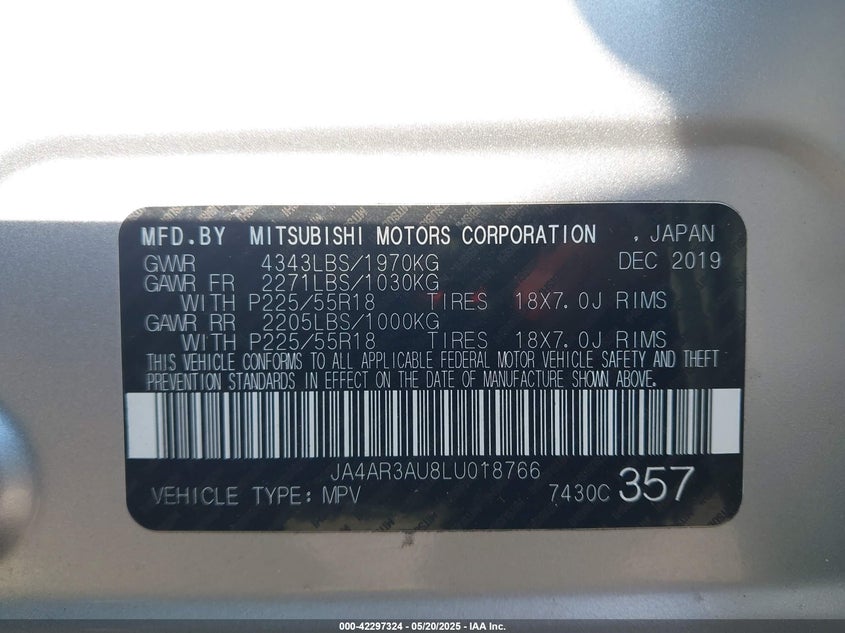 MFD.BY MITSUBISHI MOTORS CORPORATION , JAPAN
GVWR 4343LBS/1970KG DEC 2019
GAWR FR 2271LBS/1030KG
WITH P225/55R18 TIRES 18X7.0J RIMS
GAWR RR 2205LBS/1000KG
WITH P225/55R18 TIRES 18X7.0J RIMS
THIS VEHICLE CONFORMS TO ALL APPLICABLE FEDERAL MOTOR VEHICLE SAFETY AND THEFT
PREVENTION STANDARDS IN EFFECT ON THE DATE OF MANUFACTURE SHOWN ABOVE.
JA4AR3AU8LU018766
VEHICLE TYPE: MPV 7430C 357
000-42297324 | 05/20/2025 - IAA Inc.